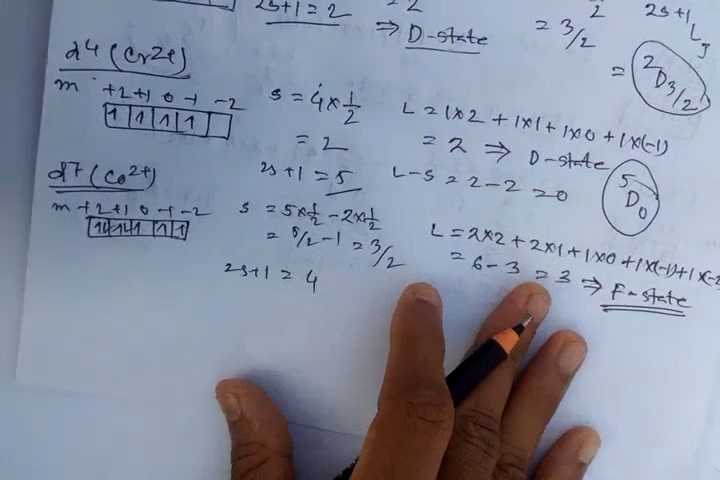 2s+1 = 2
⇒ D-state
= 3/2
2s+1
L
J
= ²D3/2
d4 (Cr2+)
m +2 +1 0 -1 -2
1 1 1 1
s = 4 × 1/2
= 2
2s+1 = 5
L = 1×2 + 1×1 + 1×0 + 1×(-1)
= 2 ⇒ D-state
L-S = 2-2 = 0
5D0
d7 (Co2+)
m +2 +1 0 -1 -2
1↓ 1↓ 1 1 1
s = 5×1/2 - 2×1/2
= 5/2 - 1 = 3/2
2s+1 = 4
L = 2×2 + 2×1 + 1×0 + 1×(-1) + 1×(-2
= 6-3 = 3 ⇒ F-state